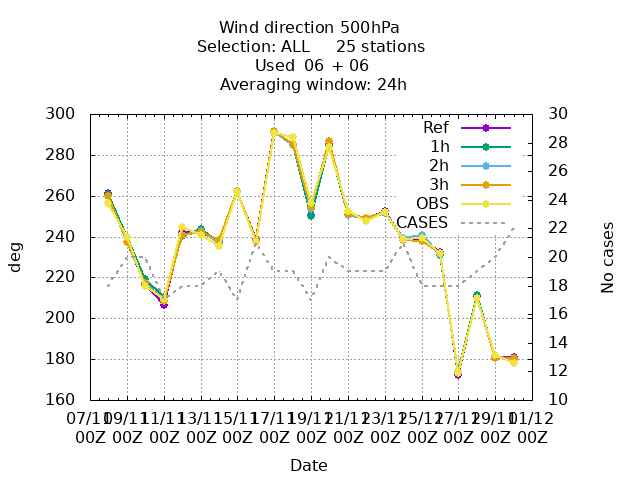 Wind direction 500hPa
Selection: ALL 25 stations
Used 06 + 06
Averaging window: 24h
300 30
280 28
260 26
240 24
220 22
200 20
180 18
160 16
14
12
10
Ref
1h
2h
3h
OBS
CASES
deg
No cases
07/11 09/11 11/11 13/11 15/11 17/11 19/11 21/11 23/11 25/11 27/11 29/11 01/12
00Z 00Z 00Z 00Z 00Z 00Z 00Z 00Z 00Z 00Z 00Z 00Z 00Z
Date